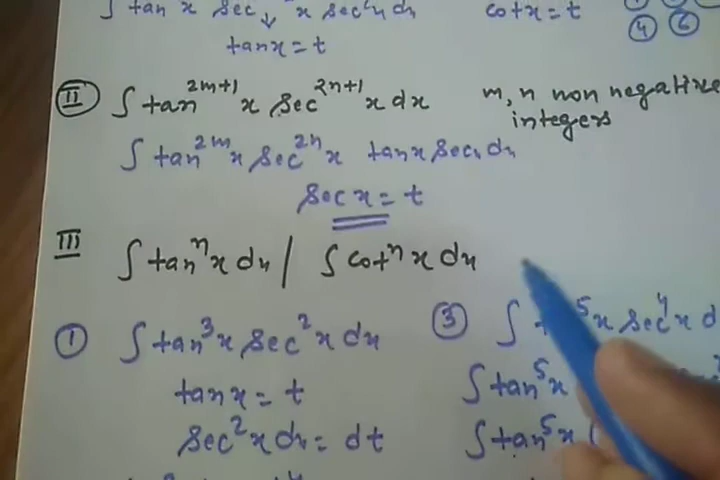 ∫ tan x sec x sec²x dx cot x = t
tan x = t ④ ⑥
Ⅱ ∫ tan^{2m+1} x sec^{2n+1} x dx m, n non negative
integers
∫ tan^{2m} x sec^{2n} x tan x sec x dx
sec x = t
III ∫ tan^n x dx / ∫ cot^n x dx
① ∫ tan³x sec²x dx ③ ∫ t⁵x sec⁴x d
tan x = t ∫ tan⁵x
sec²x dx = dt ∫ tan⁵x (